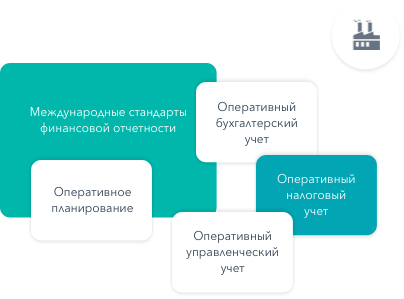 Международные стандарты
финансовой отчетности
Оперативный
бухгалтерский
учет
Оперативное
планирование
Оперативный
налоговый
учет
Оперативный
управленческий
учет